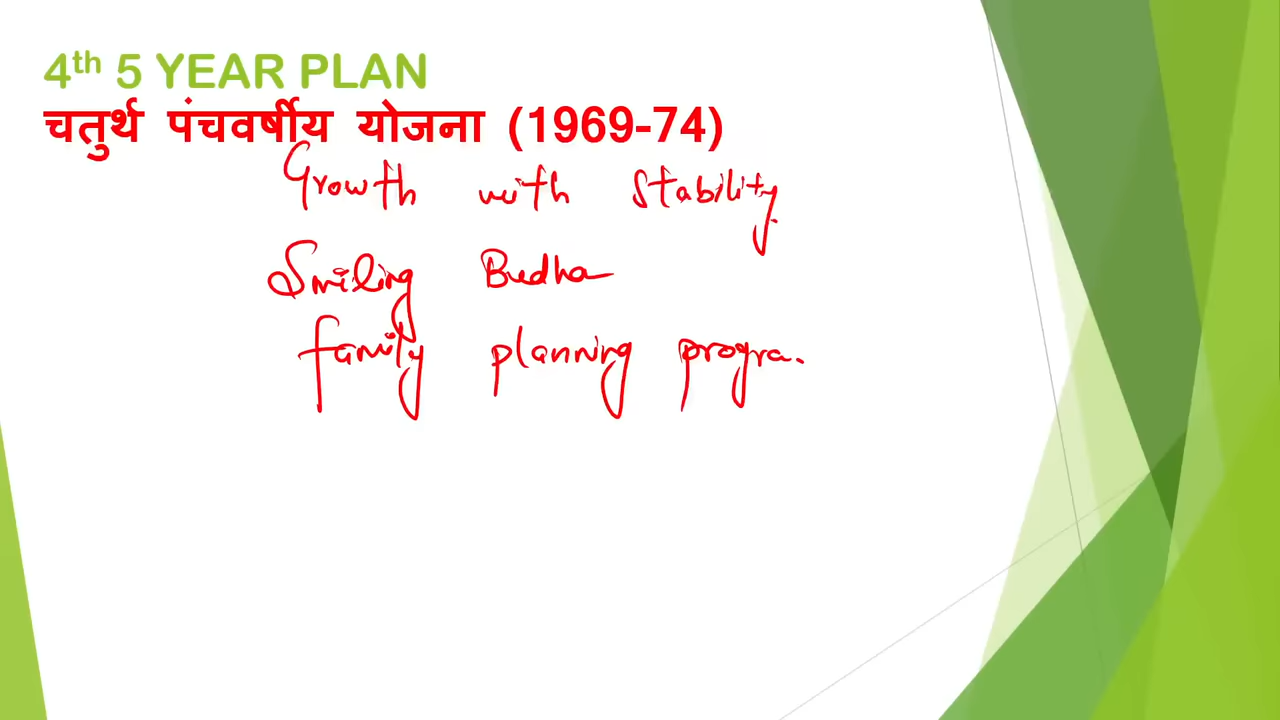 4th 5 YEAR PLAN
चतुर्थ पंचवर्षीय योजना (1969-74)
Growth with stability
Smiling Budha
family planning progra.